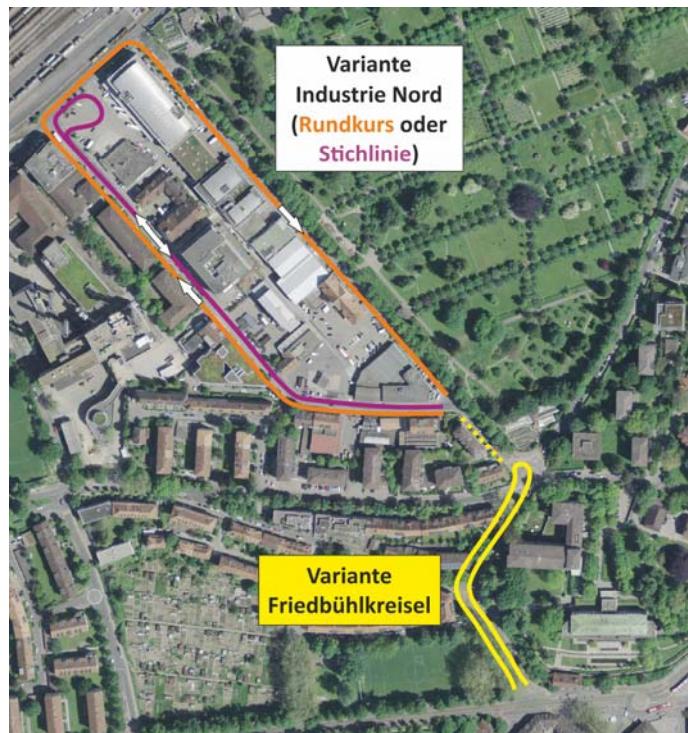 Variante
Industrie Nord
(Rundkurs oder
Stichlinie)
Variante
Friedbühlkreisel